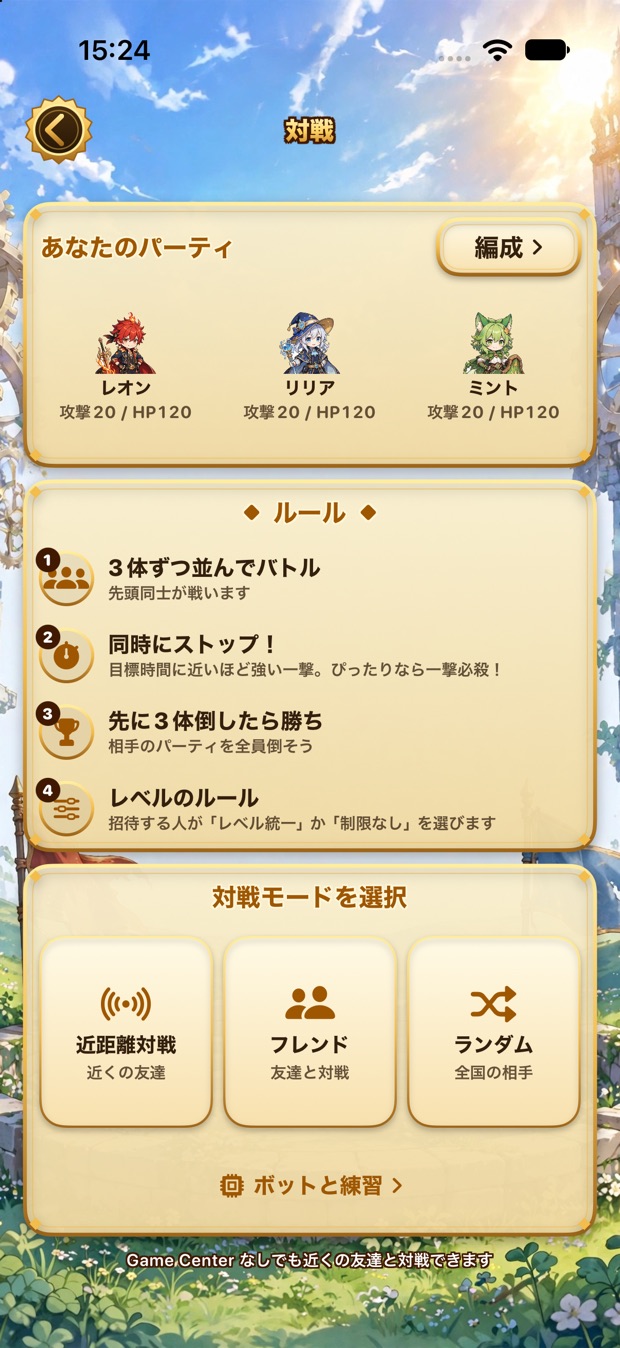 15:24
対戦
あなたのパーティ
編成
レオン
リリア
ミント
攻撃20 / HP120
攻撃20 / HP120
攻撃20 / HP120
ルール
1
3体ずつ並んでバトル
先頭同士が戦います
2
同時にストップ！
目標時間に近いほど強い一撃。ぴったりなら一撃必殺！
3
先に3体倒したら勝ち
相手のパーティを全員倒そう
4
レベルのルール
招待する人が「レベル統一」か「制限なし」を選びます
対戦モードを選択
近距離対戦
近くの友達
フレンド
友達と対戦
ランダム
全国の相手
ボットと練習
Game Center なしでも近くの友達と対戦できます